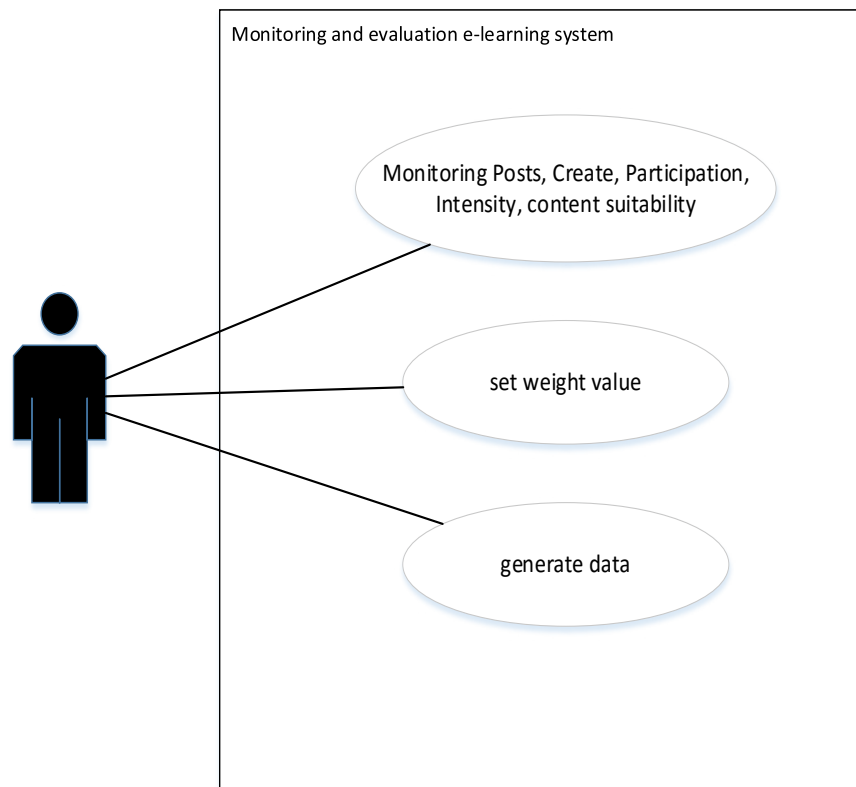 Monitoring and evaluation e-learning system
Monitoring Posts, Create, Participation,
Intensity, content suitability
set weight value
generate data